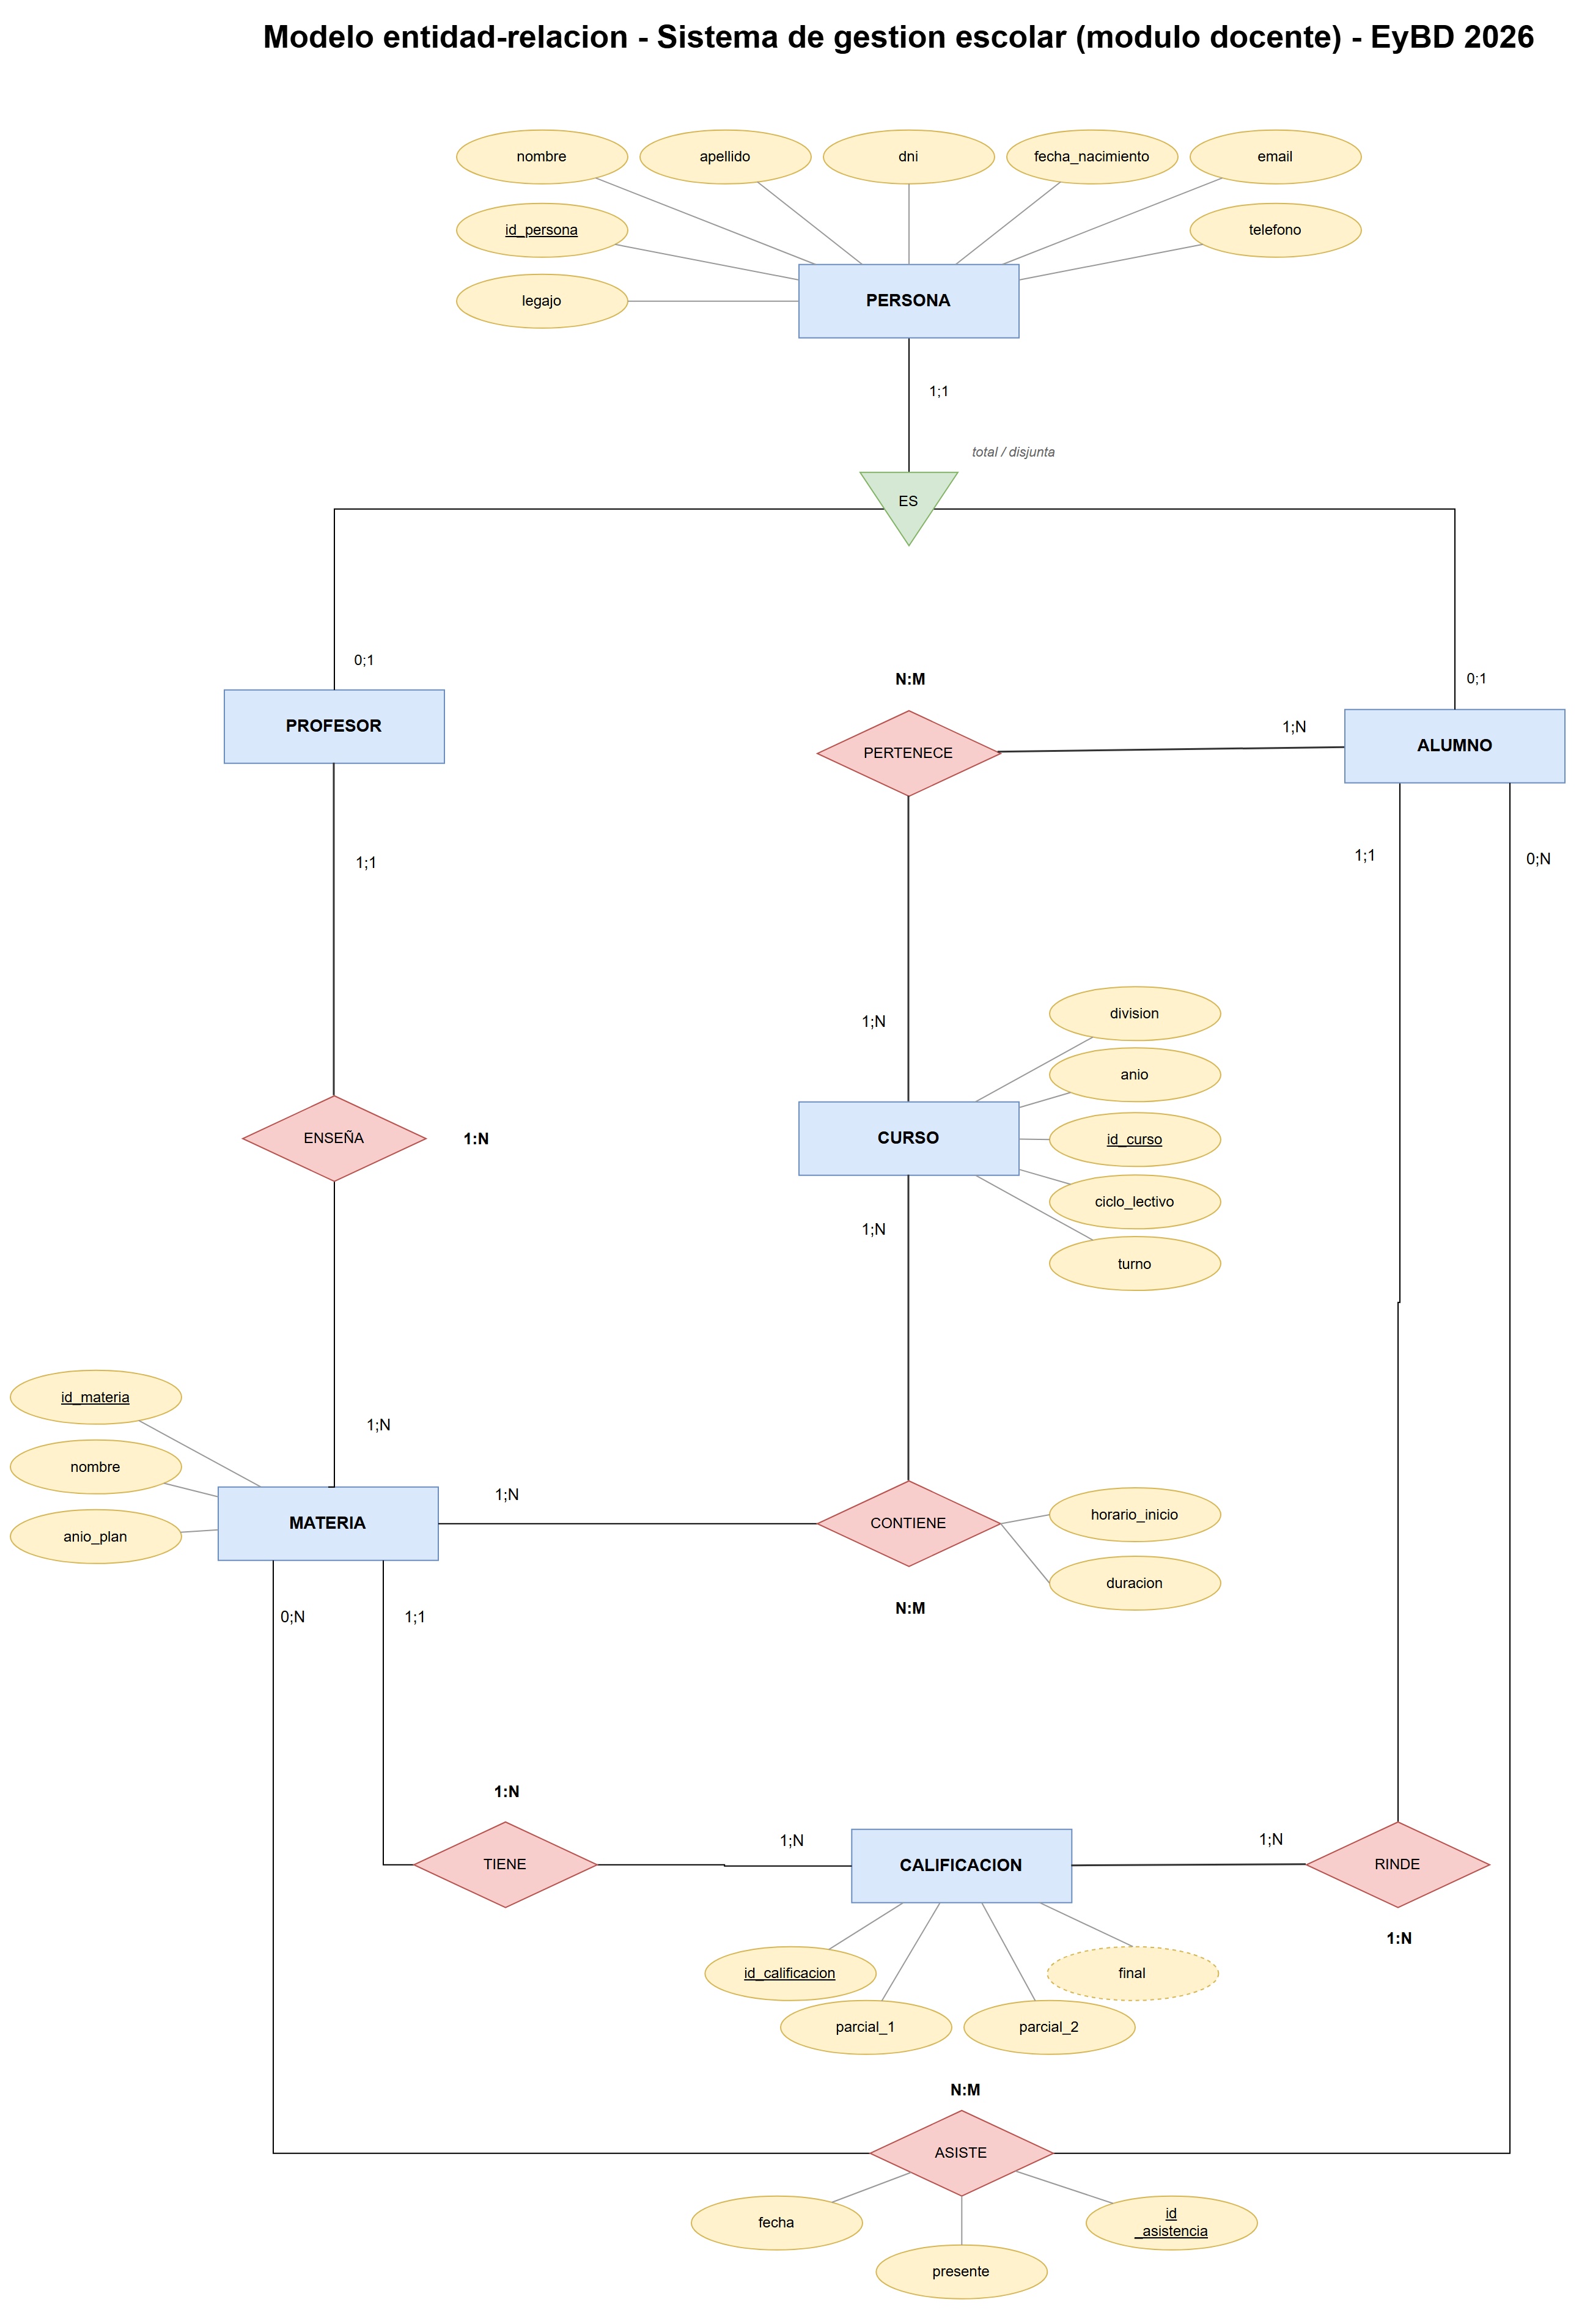 Modelo entidad-relacion - Sistema de gestion escolar (modulo docente) - EyBD 2026
nombre
apellido
dni
fecha_nacimiento
email
id_persona
telefono
legajo
PERSONA
1;1
total / disjunta
ES
0;1
0;1
N:M
PROFESOR
PERTENECE
1;N
ALUMNO
1;1
1;1
0;N
1;N
division
anio
CURSO
id_curso
ENSEÑA
1:N
ciclo_lectivo
1;N
turno
id_materia
1;N
nombre
1;N
MATERIA
CONTIENE
horario_inicio
anio_plan
duracion
N:M
0;N
1;1
1:N
1;N
1;N
TIENE
CALIFICACION
RINDE
1:N
id_calificacion
final
parcial_1
parcial_2
N:M
ASISTE
fecha
id
_asistencia
presente